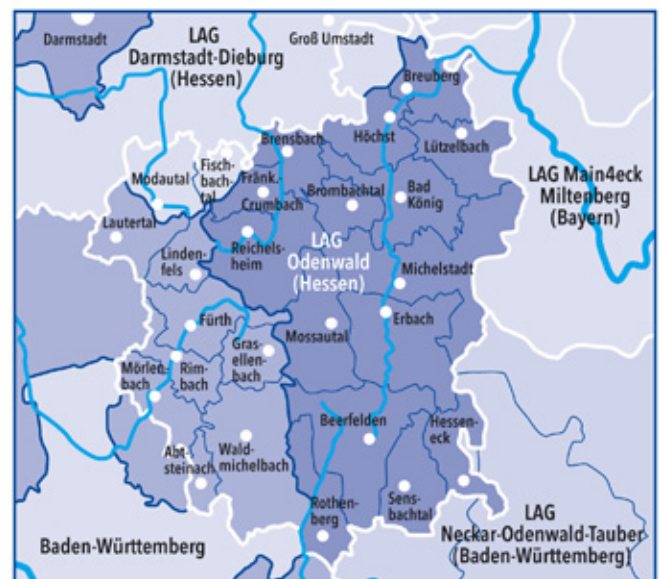 Darmstadt
LAG
Darmstadt-Dieburg
(Hessen)
Groß Umstadt
Breuberg
Höchst
Lützelbach
Brensbach
Fisch-
bach-
tal
Modautal
Fränk.
Crumbach
Brombachtal
Bad
König
LAG Main4eck
Miltenberg
(Bayern)
Lautertal
Linden-
fels
Reichels-
heim
LAG
Odenwald
(Hessen)
Michelstadt
Fürth
Erbach
Mossautal
Gras-
ellen-
bach
Mörlen-
bach
Rim-
bach
Beerfelden
Hessen-
eck
Abt-
steinach
Wald-
michelbach
Rothen-
berg
Sens-
bachtal
LAG
Neckar-Odenwald-Tauber
(Baden-Württemberg)
Baden-Württemberg